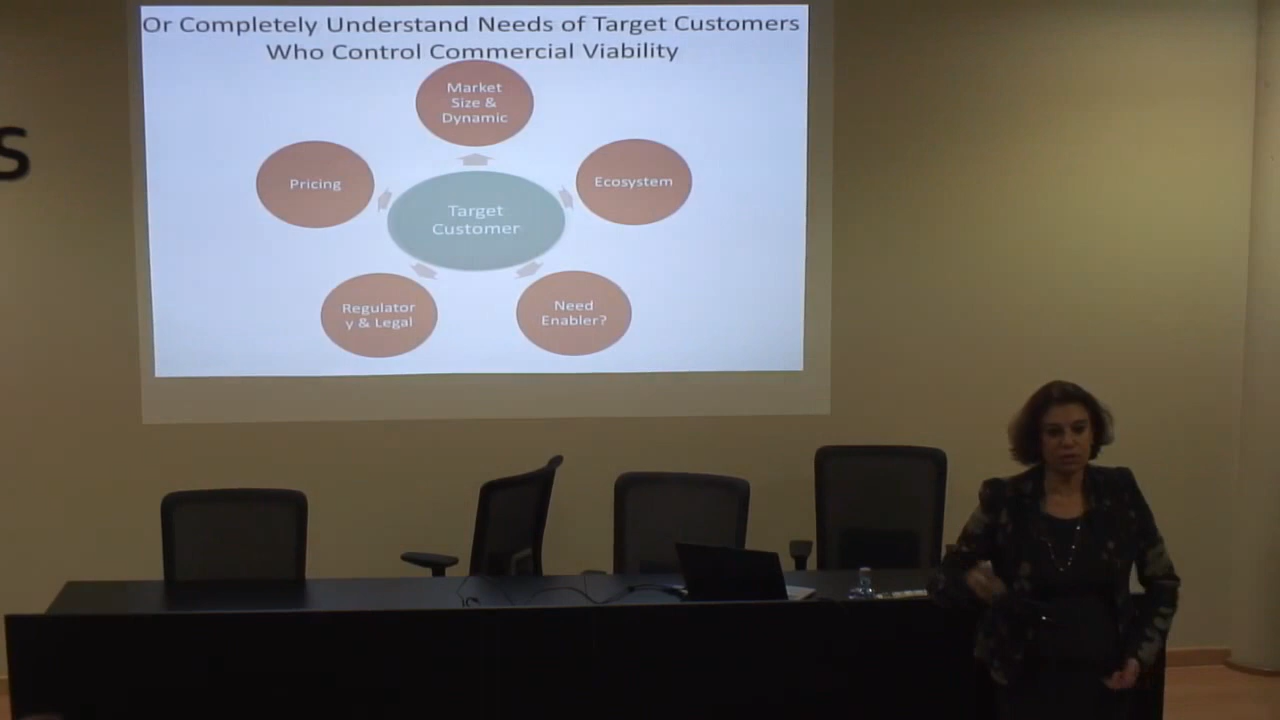 Or Completely Understand Needs of Target Customers
Who Control Commercial Viability
Market
Size &
Dynamic
Pricing
Ecosystem
Target
Customer
Regulator
y & Legal
Need
Enabler?
s